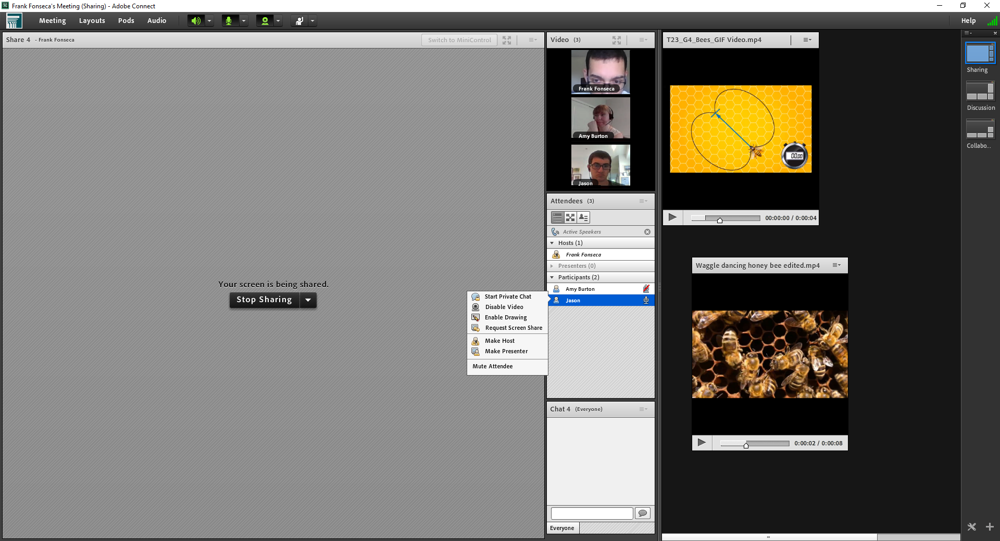 Frank Fonseca's Meeting (Sharing) - Adobe Connect
Meeting Layouts Pods Audio Help
Share 4 - Frank Fonseca
Switch to MiniControl
Your screen is being shared.
Stop Sharing
Video (3)
Frank Fonseca
Amy Burton
Jason
Attendees (3)
Active Speakers
Hosts (1)
Frank Fonseca
Presenters (0)
Participants (2)
Amy Burton
Jason
Start Private Chat
Disable Video
Enable Drawing
Request Screen Share
Make Host
Make Presenter
Mute Attendee
Chat 4 (Everyone)
Everyone
T23_G4_Bees_GIF Video.mp4
00.00
00:00:00 / 0:00:04
Waggle dancing honey bee edited.mp4
0:00:02 / 0:00:08
Sharing
Discussion
Collabo...